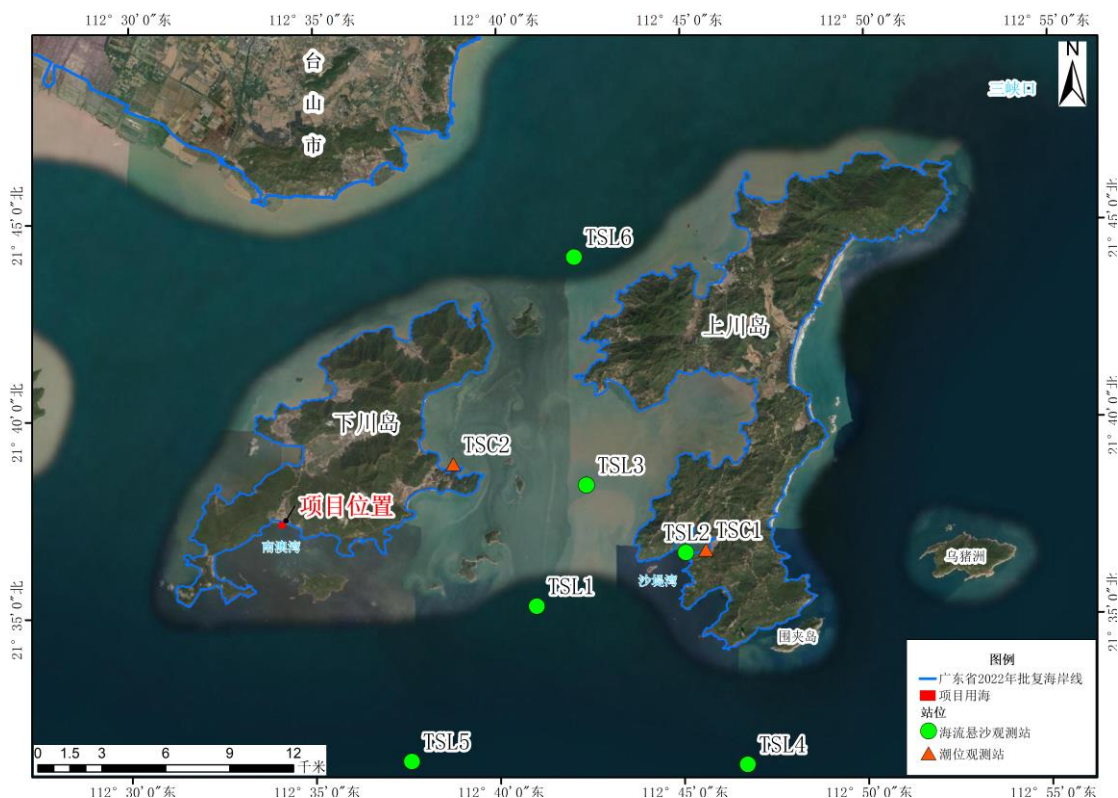 112° 30′0″东
112° 35′0″东
112° 40′0″东
112° 45′0″东
112° 50′0″东
112° 55′0″东
N
三峡口
台
山
市
21° 45′0″北
21° 45′0″北
TSL6
上川岛
下川岛
21° 40′0″北
21° 40′0″北
TSC2
TSL3
项目位置
南澳湾
TSL2
TSC1
沙堤湾
乌猪洲
TSL1
21° 35′0″北
21° 35′0″北
围夹岛
图例
广东省2022年批复海岸线
项目用海
站位
海流悬沙观测站
潮位观测站
TSL5
TSL4
0 1.5 3 6 9 12
千米
112° 30′0″东
112° 35′0″东
112° 40′0″东
112° 45′0″东
112° 50′0″东
112° 55′0″东